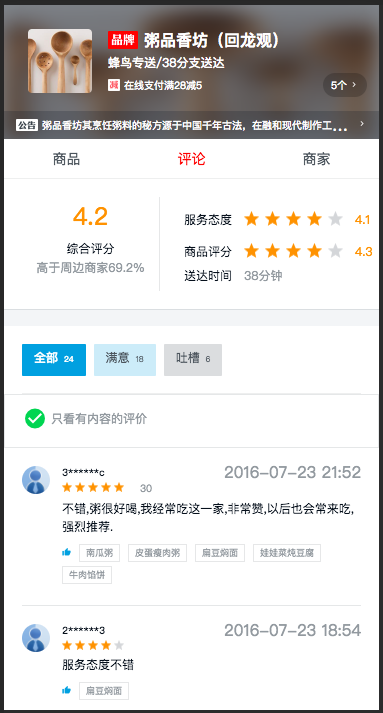 品牌 粥品香坊（回龙观）
蜂鸟专送/38分支送达
减 在线支付满28减5
5个 >
公告 粥品香坊其烹饪粥料的秘方源于中国千年古法，在融和现代制作工... >
商品 评论 商家
4.2
综合评分
高于周边商家69.2%
服务态度 4.1
商品评分 4.3
送达时间 38分钟
全部 24 满意 18 吐槽 6
只看有内容的评价
3******c 2016-07-23 21:52
30
不错,粥很好喝,我经常吃这一家,非常赞,以后也会常来吃,
强烈推荐.
南瓜粥 皮蛋瘦肉粥 扁豆焖面 娃娃菜炖豆腐
牛肉馅饼
2******3 2016-07-23 18:54
服务态度不错
扁豆焖面